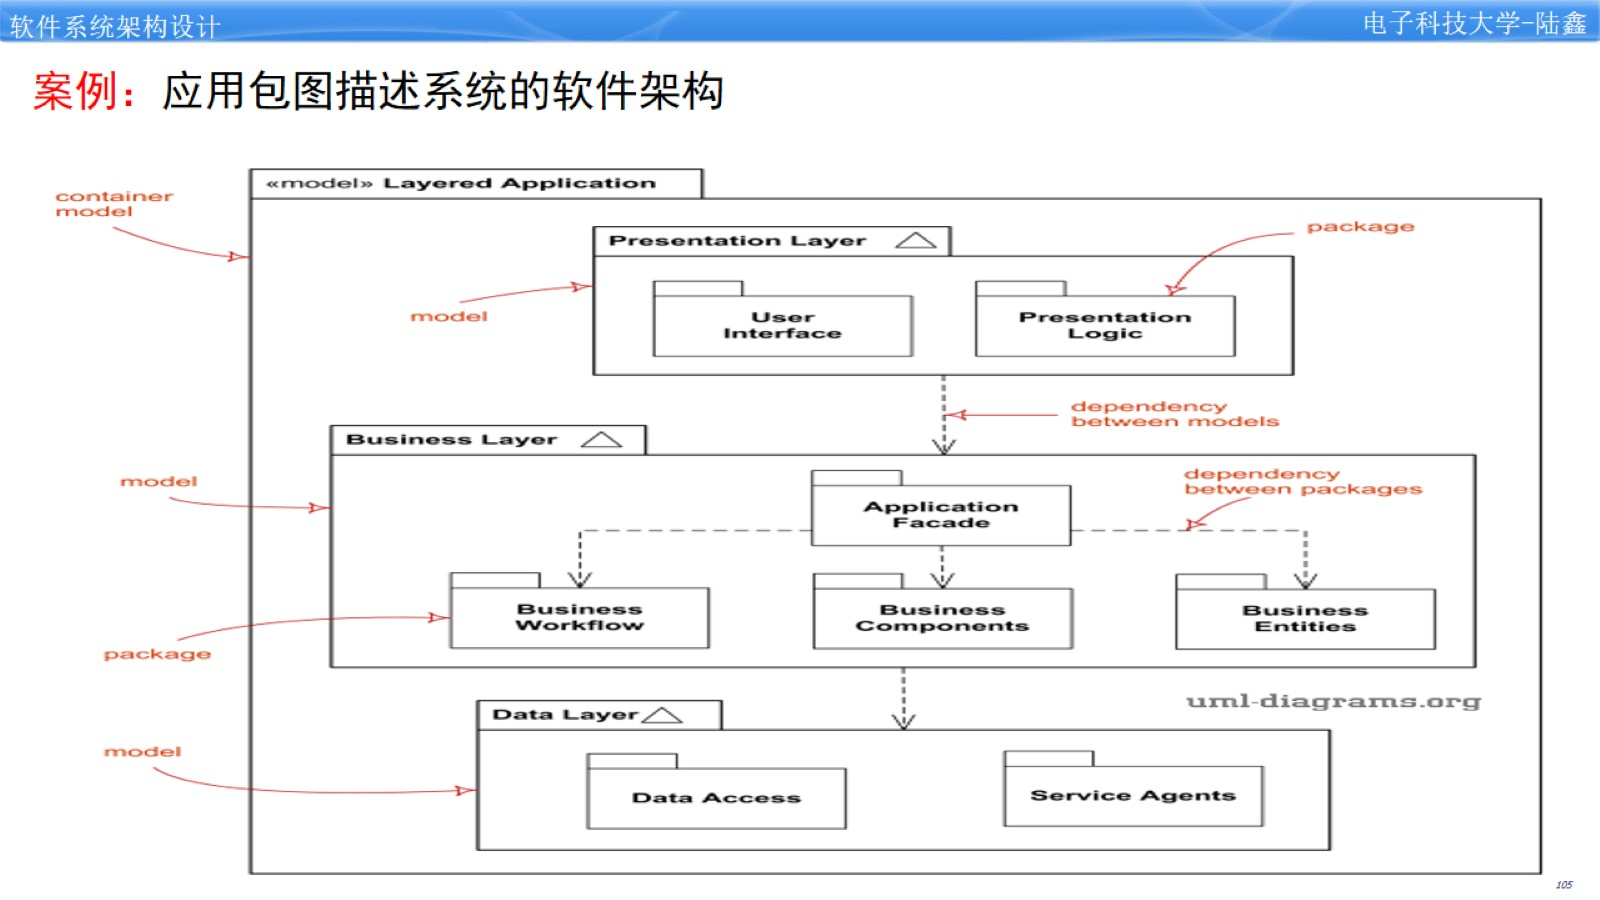 软件系统架构设计
电子科技大学-陆鑫
案例：应用包图描述系统的软件架构
«model» Layered Application
container
model
Presentation Layer
package
model
User
Interface
Presentation
Logic
dependency
between models
Business Layer
model
dependency
between packages
Application
Facade
Business
Workflow
Business
Components
Business
Entities
package
uml-diagrams.org
Data Layer
model
Data Access
Service Agents
105